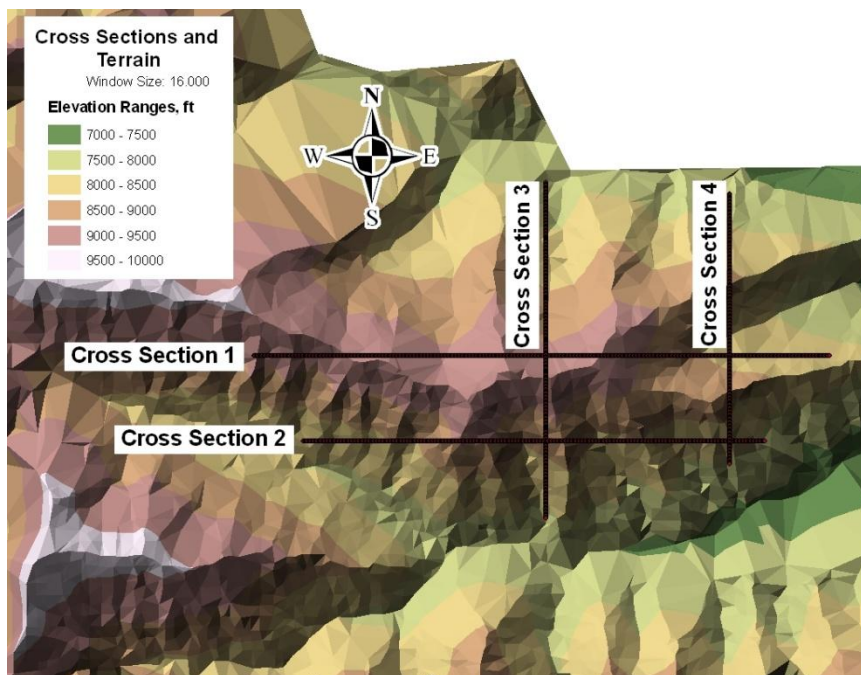 Cross Sections and
Terrain
Window Size: 16.000
Elevation Ranges, ft
7000 - 7500
7500 - 8000
8000 - 8500
8500 - 9000
9000 - 9500
9500 - 10000
N
W
E
S
Cross Section 3
Cross Section 4
Cross Section 1
Cross Section 2